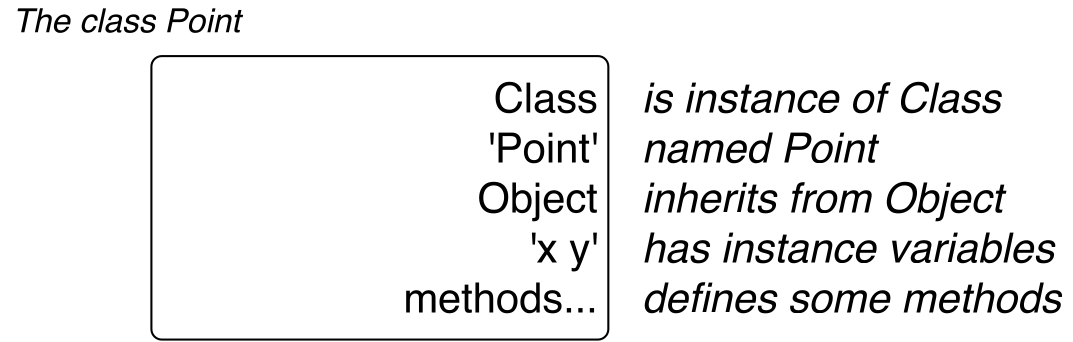 The class Point
Class is instance of Class
'Point' named Point
Object inherits from Object
'x y' has instance variables
methods... defines some methods